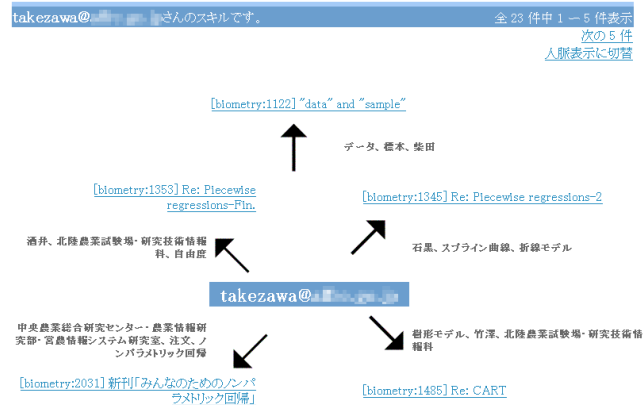 takezawa@ さんのスキルです。
全 23 件中 1 ー 5 件表示
次の 5 件
人脈表示に切替
[biometry:1122] "data" and "sample"
データ、標本、柴田
[biometry:1353] Re: Piecewise
regressions-Fin.
[biometry:1345] Re: Piecewise regressions-2
酒井、北陸農業試験場・研究技術情報
科、自由度
石黒、スプライン曲線、折線モデル
takezawa@
中央農業総合研究センター・農業情報研
究部・営農情報システム研究室、注文、ノ
ンパラメトリック回帰
樹形モデル、竹澤、北陸農業試験場・研究技術情
報科
[biometry:2031] 新刊「みんなのためのノンパ
ラメトリック回帰」
[biometry:1485] Re: CART